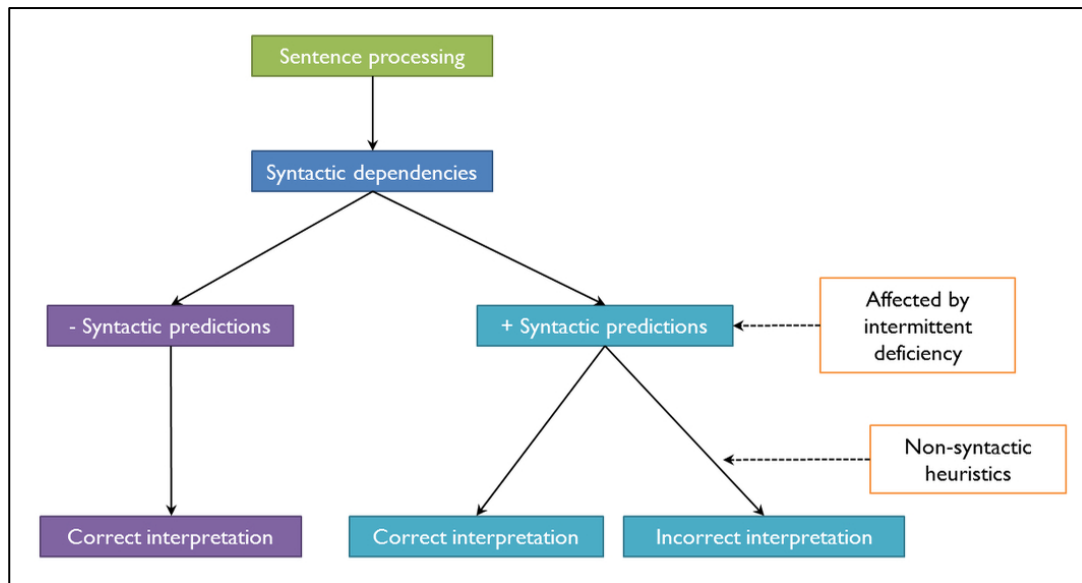 Sentence processing
Syntactic dependencies
- Syntactic predictions
+ Syntactic predictions
Affected by
intermittent
deficiency
Non-syntactic
heuristics
Correct interpretation
Correct interpretation
Incorrect interpretation